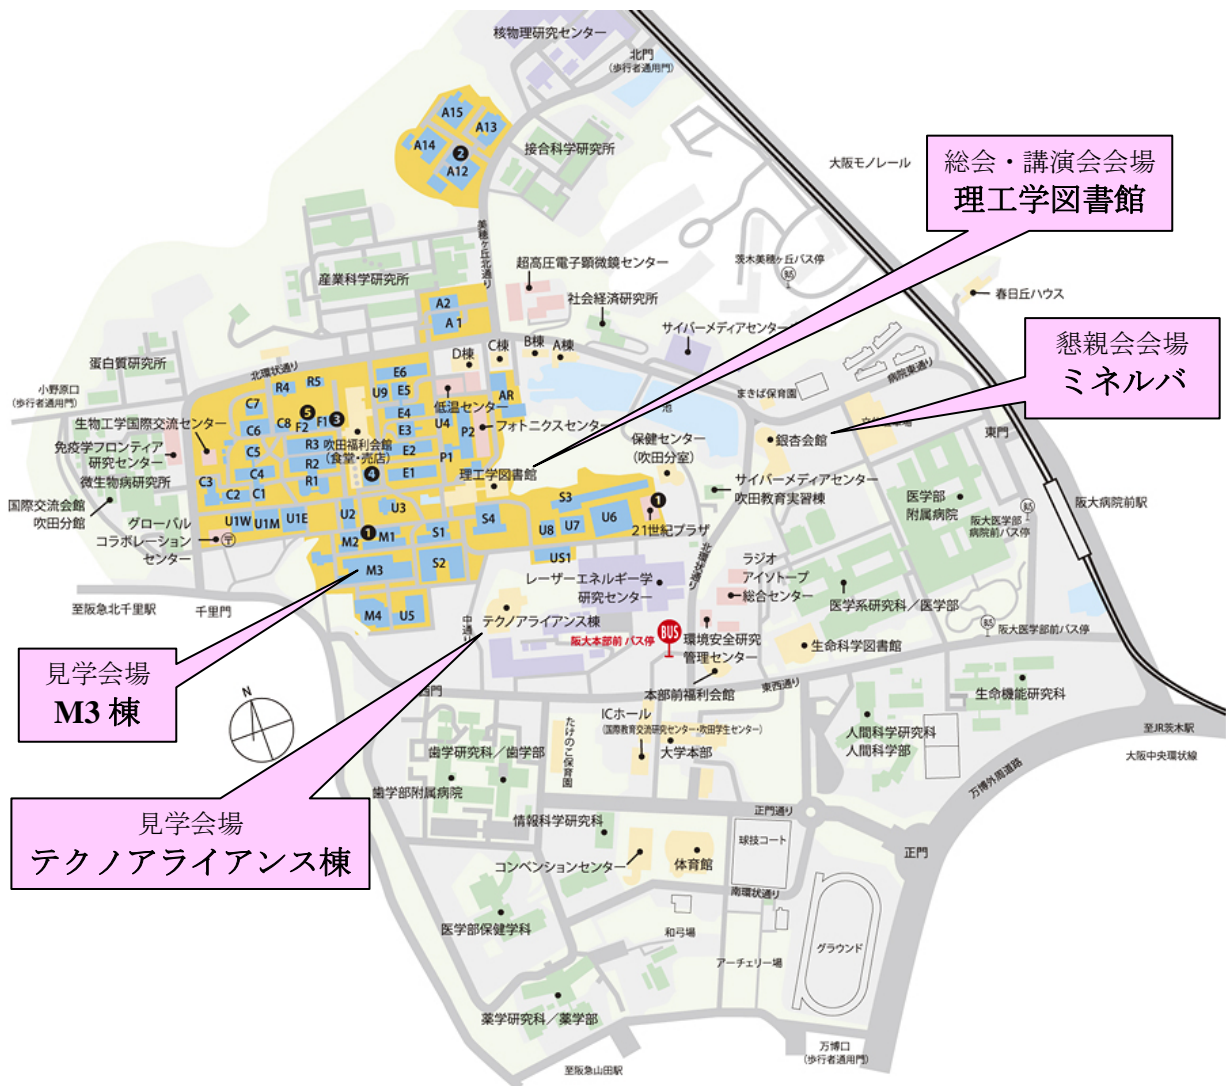 核物理研究センター
北門
(歩行者通用門)
A15
A13
A14
❷
A12
接合科学研究所
大阪モノレール
総会・講演会会場
理工学図書館
美穂ヶ丘北通り
産業科学研究所
超高圧電子顕微鏡センター
茨木美穂ヶ丘バス停
社会経済研究所
春日丘ハウス
A2
A1
サイバーメディアセンター
懇親会会場
ミネルバ
蛋白質研究所
北環状通り
D棟
C棟
B棟
A棟
病院東通り
小野原口
(歩行者通用門)
R4
R5
E6
U9
E5
AR
低温センター
池
まきば保育園
C7
❺
❸
E4
生物工学国際交流センター
C6
C8
F2
F1
E3
U4
P2
フォトニクスセンター
東門
免疫学フロンティア
研究センター
C5
R3
吹田福利会館
(食堂・売店)
E2
P1
保健センター
(吹田分室)
銀杏会館
微生物病研究所
C4
R2
❹
E1
理工学図書館
サイバーメディアセンター
吹田教育実習棟
C3
C2
C1
R1
S3
❶
医学部
附属病院
阪大病院前駅
国際交流会館
吹田分館
グローバル
コラボレーション
センター
U1W
U1M
U1E
U2
U3
S4
U8
U7
U6
21世紀プラザ
阪大医学部
病院前バス停
M2
❶
M1
S1
北環状通り
M3
S2
US1
ラジオ
アイソトープ
総合センター
レーザーエネルギー学
研究センター
医学系研究科/医学部
至阪急北千里駅
千里門
M4
U5
中通り
テクノアライアンス棟
阪大本部前 バス停
BUS
環境安全研究
管理センター
阪大医学部前バス停
生命科学図書館
見学会場
M3 棟
西門
本部前福利会館
東西通り
生命機能研究科
N
ICホール
(国際教育交流研究センター・吹田学生センター)
たけのこ保育園
大学本部
人間科学研究科
人間科学部
至JR茨木駅
大阪中央環状線
歯学研究科/歯学部
歯学部附属病院
万博外周道路
見学会場
テクノアライアンス棟
情報科学研究科
正門通り
球技コート
正門
コンベンションセンター
体育館
南環状通り
医学部保健学科
和弓場
アーチェリー場
グラウンド
薬学研究科/薬学部
万博口
(歩行者通用門)
至阪急山田駅